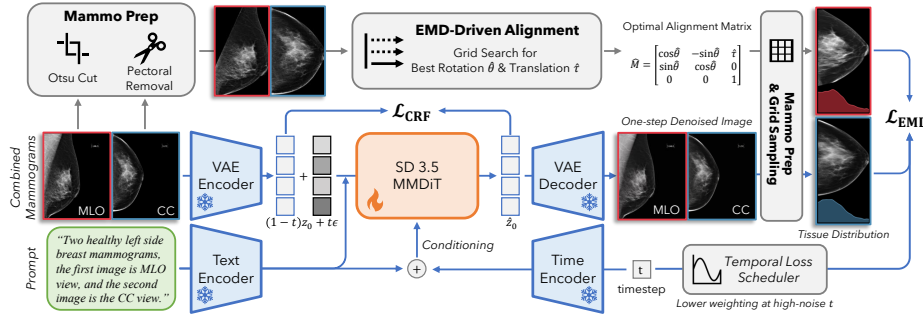 Mammo Prep
Otsu Cut
Pectoral
Removal
EMD-Driven Alignment
Grid Search for
Best Rotation θ̂ & Translation τ̂
Optimal Alignment Matrix
M̂ = [cosθ̂ −sinθ̂ τ̂
sinθ̂ cosθ̂ 0
0 0 1]
Mammo Prep
& Grid Sampling
ℒEMD
Combined
Mammograms
MLO
CC
VAE
Encoder
ℒCRF
+
(1 − t)z₀ + tϵ
SD 3.5
MMDiT
ẑ₀
VAE
Decoder
One-step Denoised Image
MLO
CC
Tissue Distribution
Prompt
“Two healthy left side
breast mammograms,
the first image is MLO
view, and the second
image is the CC view.”
Text
Encoder
Conditioning
+
Time
Encoder
t
timestep
Temporal Loss
Scheduler
Lower weighting at high-noise t